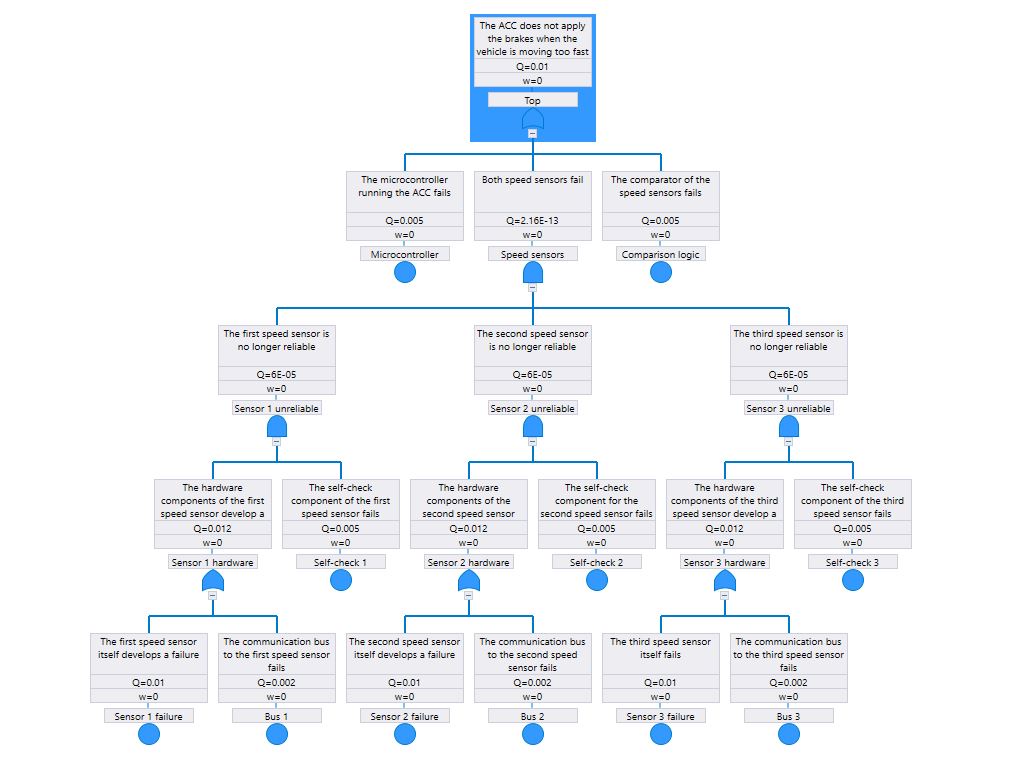 The ACC does not apply
the brakes when the
vehicle is moving too fast
Q=0.01
w=0
Top
The microcontroller
running the ACC fails
Q=0.005
w=0
Microcontroller
Both speed sensors fail
Q=2.16E-13
w=0
Speed sensors
The comparator of the
speed sensors fails
Q=0.005
w=0
Comparison logic
The first speed sensor is
no longer reliable
Q=6E-05
w=0
Sensor 1 unreliable
The second speed sensor
is no longer reliable
Q=6E-05
w=0
Sensor 2 unreliable
The third speed sensor is
no longer reliable
Q=6E-05
w=0
Sensor 3 unreliable
The hardware
components of the first
speed sensor develop a
Q=0.012
w=0
Sensor 1 hardware
The self-check
component of the first
speed sensor fails
Q=0.005
w=0
Self-check 1
The hardware
components of the
second speed sensor
Q=0.012
w=0
Sensor 2 hardware
The self-check
component for the
second speed sensor fails
Q=0.005
w=0
Self-check 2
The hardware
components of the third
speed sensor develop a
Q=0.012
w=0
Sensor 3 hardware
The self-check
component of the third
speed sensor fails
Q=0.005
w=0
Self-check 3
The first speed sensor
itself develops a failure
Q=0.01
w=0
Sensor 1 failure
The communication bus
to the first speed sensor
fails
Q=0.002
w=0
Bus 1
The second speed sensor
itself develops a failure
Q=0.01
w=0
Sensor 2 failure
The communication bus
to the second speed
sensor fails
Q=0.002
w=0
Bus 2
The third speed sensor
itself fails
Q=0.01
w=0
Sensor 3 failure
The communication bus
to the third speed sensor
fails
Q=0.002
w=0
Bus 3